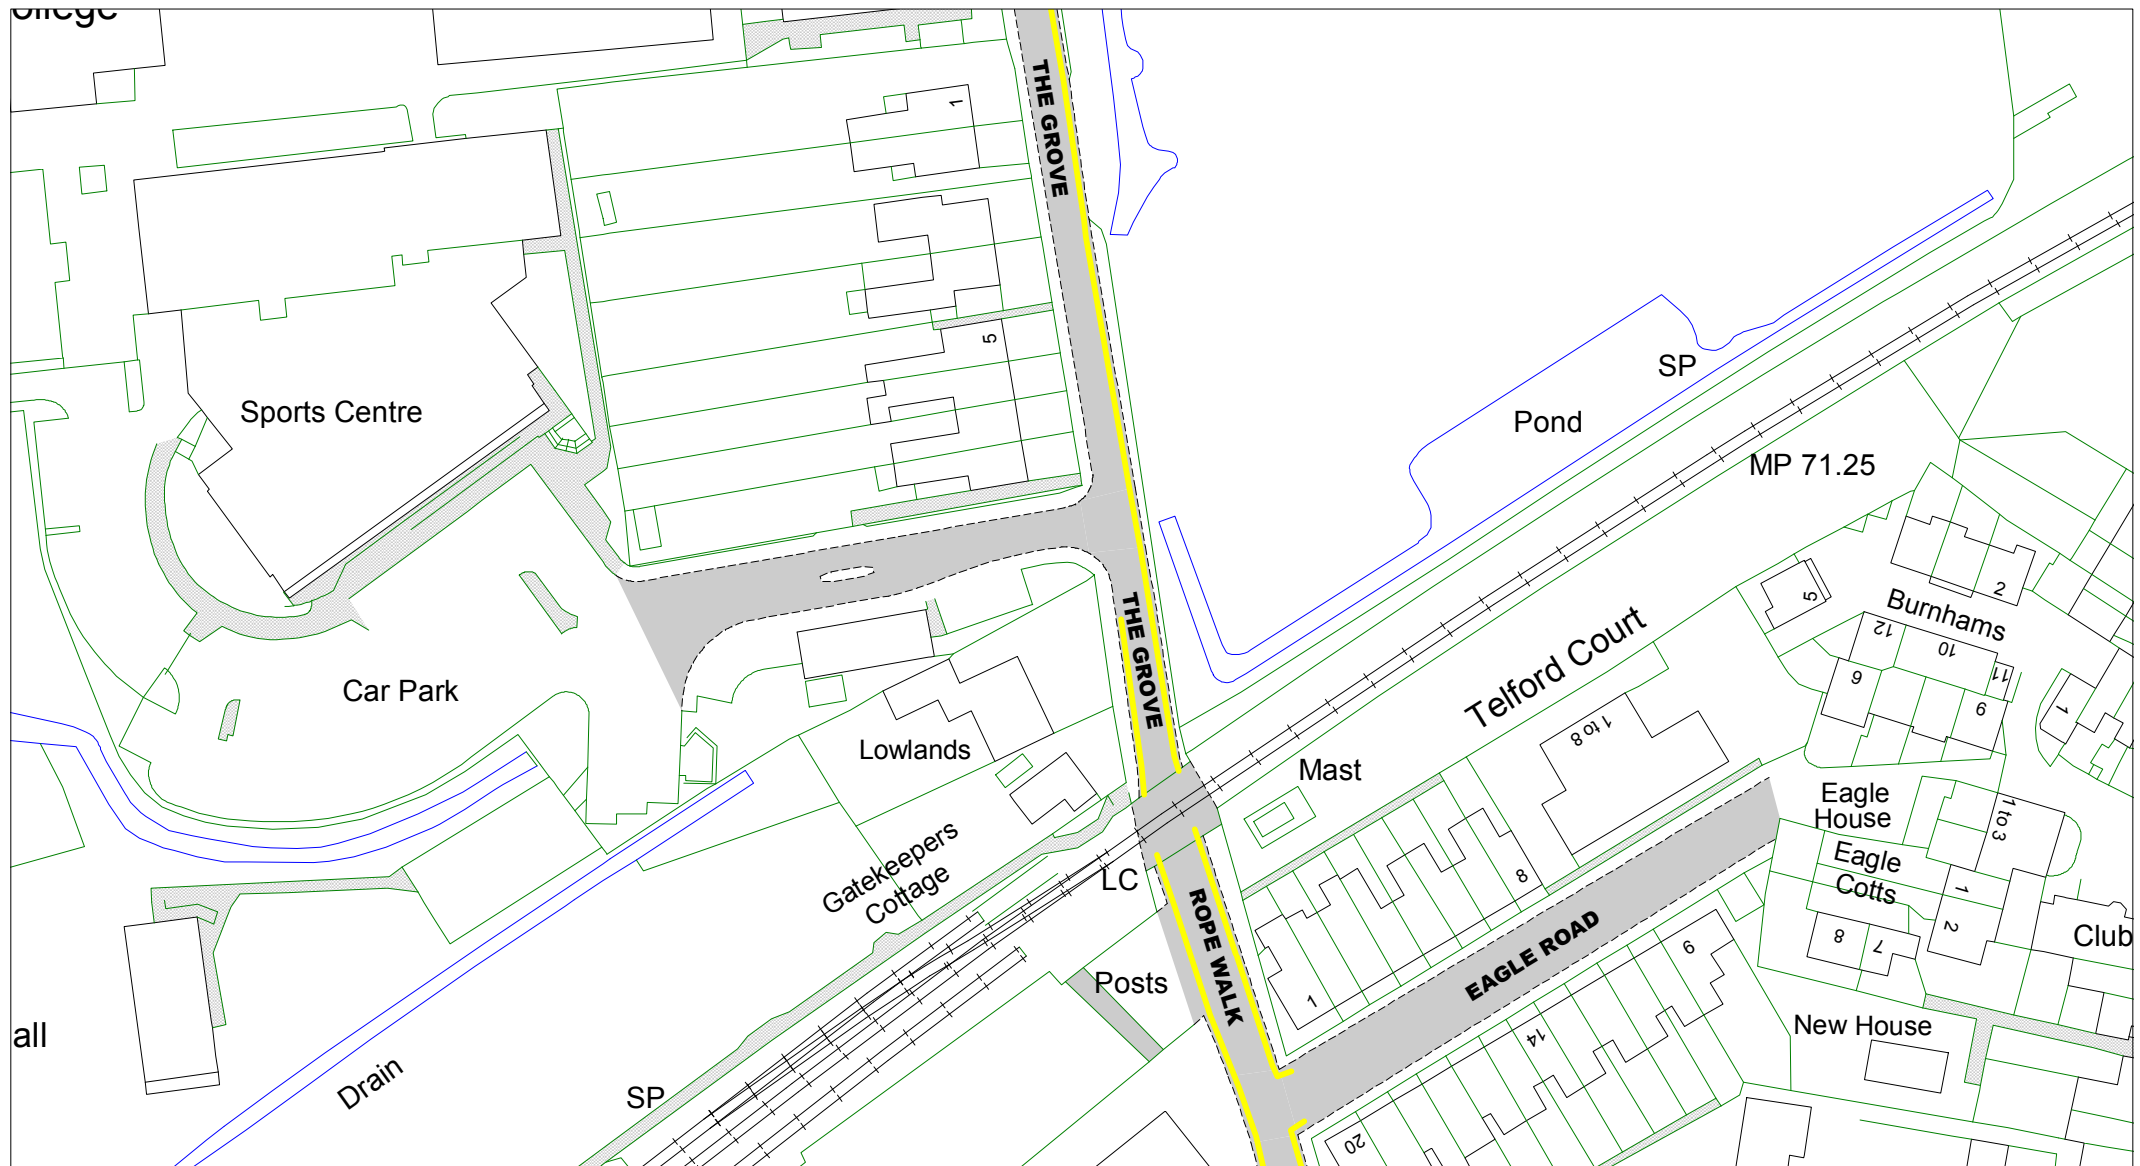 THE GROVE
1
5
Sports Centre
SP
Pond
MP 71.25
2
5
Burnhams
12
10
11
6
9
1
THE GROVE
Telford Court
Car Park
1 to 8
Lowlands
Mast
Eagle
House
1 to 3
Gatekeepers
Cottage
LC
8
Eagle
Cotts
1
2
ROPE WALK
EAGLE ROAD
9
8
7
Club
Posts
1
all
New House
14
Drain
SP
20